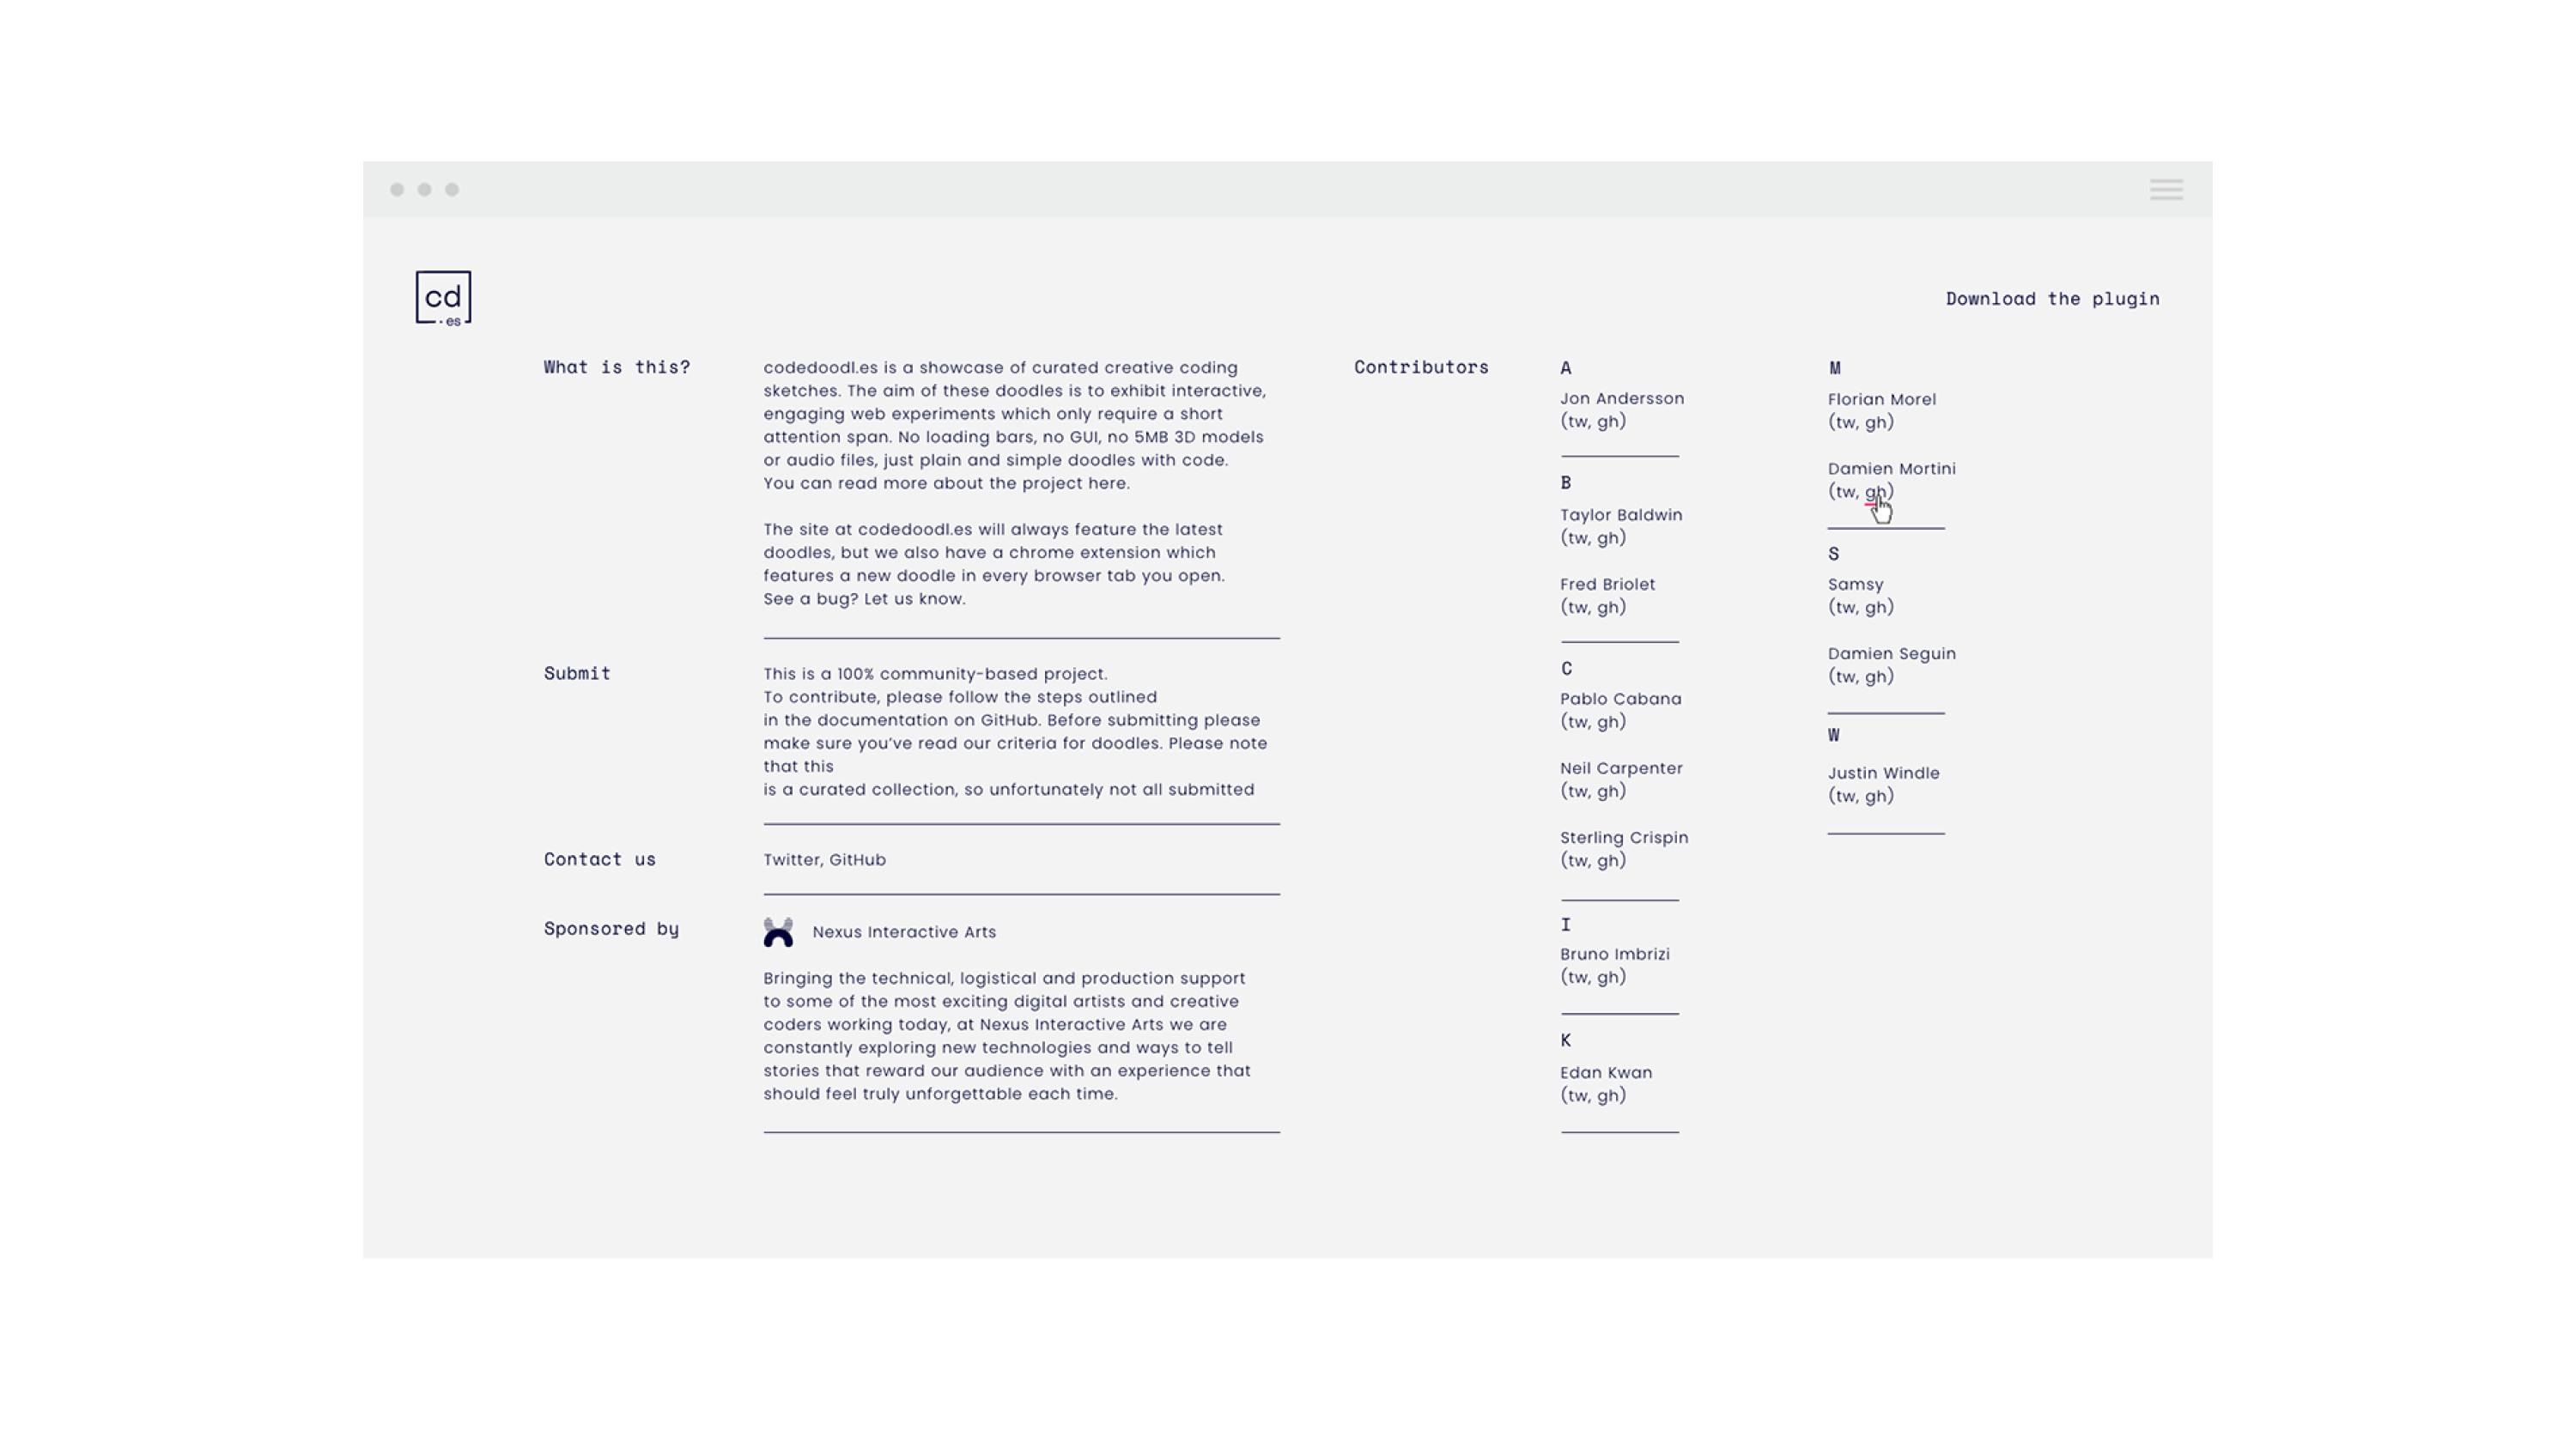 cd
.es
Download the plugin
What is this?
codedoodl.es is a showcase of curated creative coding
sketches. The aim of these doodles is to exhibit interactive,
engaging web experiments which only require a short
attention span. No loading bars, no GUI, no 5MB 3D models
or audio files, just plain and simple doodles with code.
You can read more about the project here.
The site at codedoodl.es will always feature the latest
doodles, but we also have a chrome extension which
features a new doodle in every browser tab you open.
See a bug? Let us know.
Submit
This is a 100% community-based project.
To contribute, please follow the steps outlined
in the documentation on GitHub. Before submitting please
make sure you’ve read our criteria for doodles. Please note
that this
is a curated collection, so unfortunately not all submitted
Contact us
Twitter, GitHub
Sponsored by
Nexus Interactive Arts
Bringing the technical, logistical and production support
to some of the most exciting digital artists and creative
coders working today, at Nexus Interactive Arts we are
constantly exploring new technologies and ways to tell
stories that reward our audience with an experience that
should feel truly unforgettable each time.
Contributors
A
Jon Andersson
(tw, gh)
B
Taylor Baldwin
(tw, gh)
Fred Briolet
(tw, gh)
C
Pablo Cabana
(tw, gh)
Neil Carpenter
(tw, gh)
Sterling Crispin
(tw, gh)
I
Bruno Imbrizi
(tw, gh)
K
Edan Kwan
(tw, gh)
M
Florian Morel
(tw, gh)
Damien Mortini
(tw, gh)
S
Samsy
(tw, gh)
Damien Seguin
(tw, gh)
W
Justin Windle
(tw, gh)